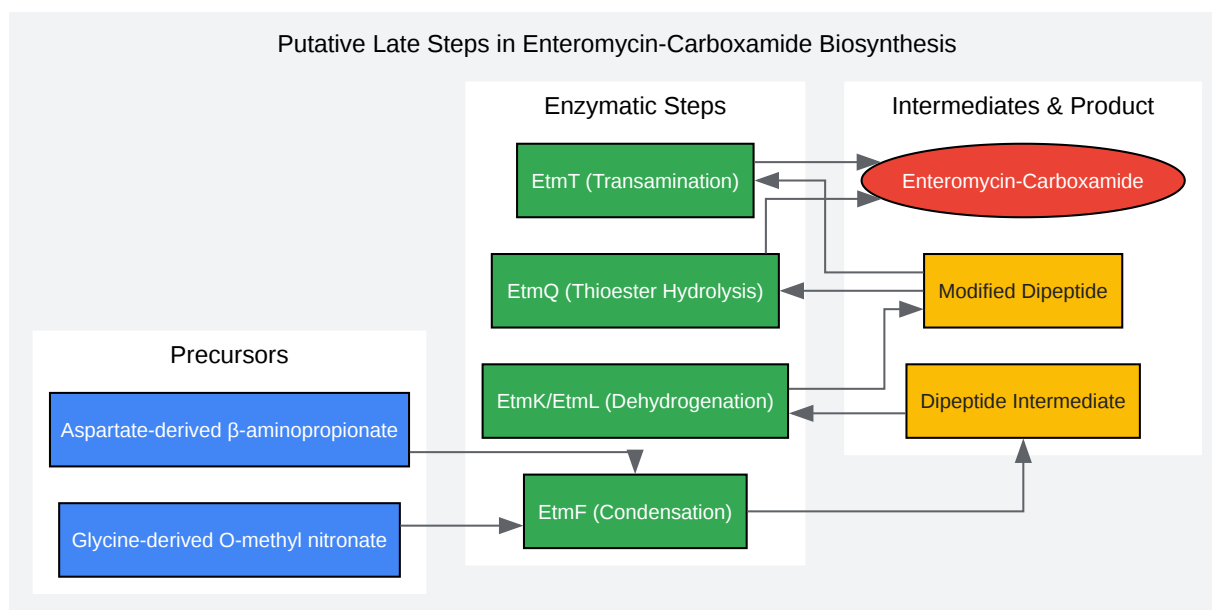 Putative Late Steps in Enteromycin-Carboxamide Biosynthesis
Precursors
Aspartate-derived β-aminopropionate
Glycine-derived O-methyl nitronate
Enzymatic Steps
EtmT (Transamination)
EtmQ (Thioester Hydrolysis)
EtmK/EtmL (Dehydrogenation)
EtmF (Condensation)
Intermediates & Product
Enteromycin-Carboxamide
Modified Dipeptide
Dipeptide Intermediate